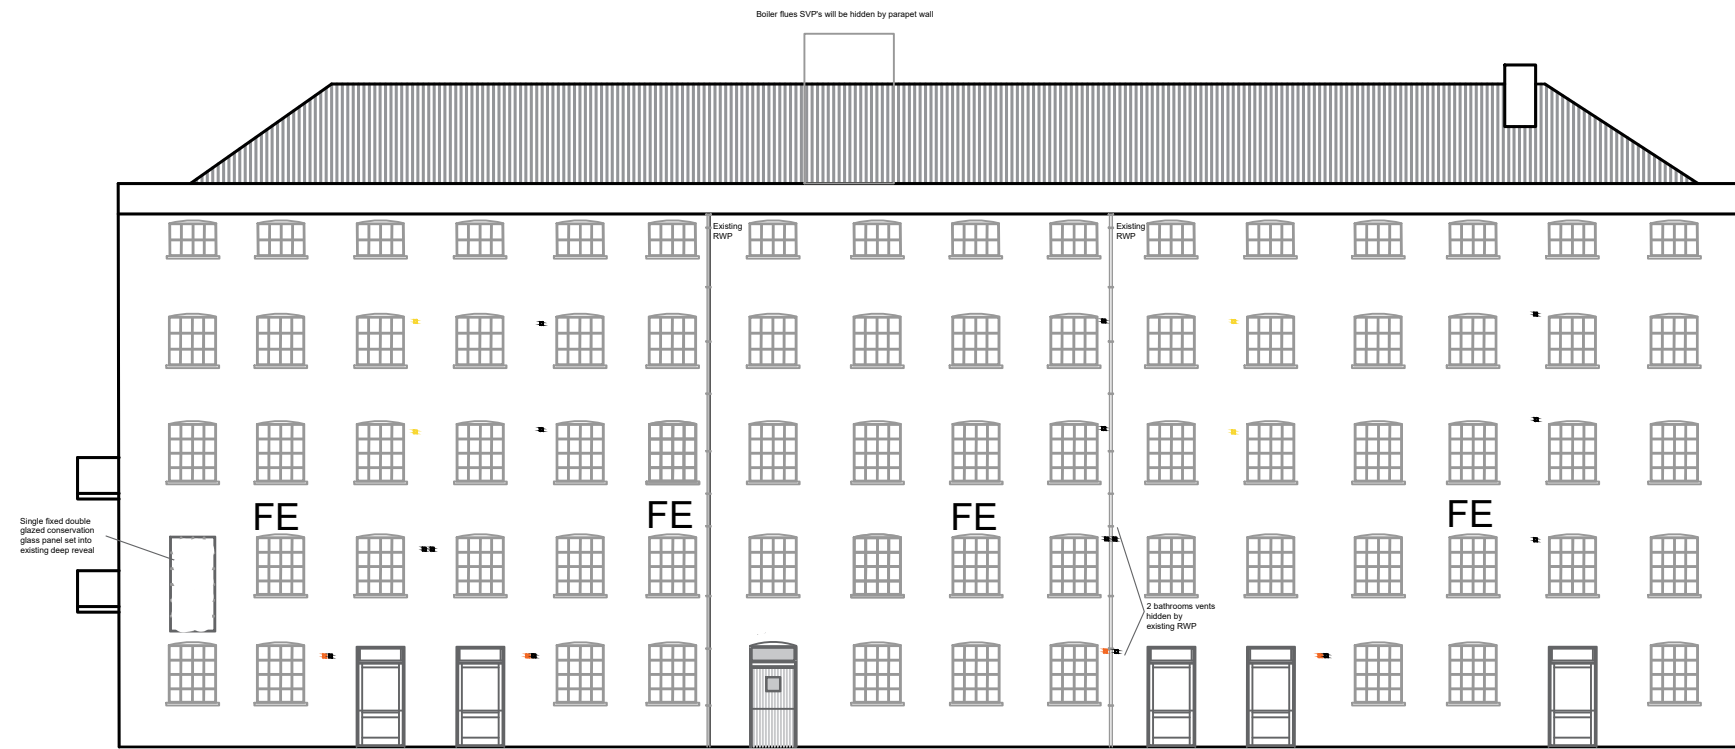 Boiler flues SVP's will be hidden by parapet wall
Existing
RWP
Existing
RWP
FE
FE
FE
FE
Single fixed double
glazed conservation
glass panel set into
existing deep reveal
2 bathrooms vents
hidden by
existing RWP